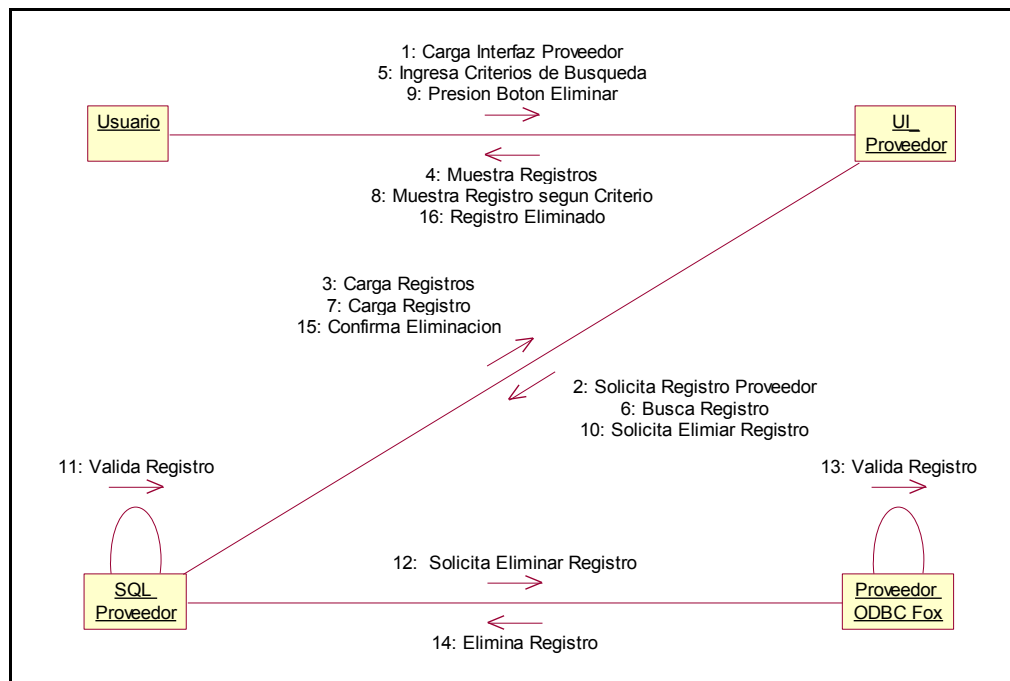 1: Carga Interfaz Proveedor
5: Ingresa Criterios de Busqueda
9: Presion Boton Eliminar
Usuario
UI_
Proveedor
4: Muestra Registros
8: Muestra Registro segun Criterio
16: Registro Eliminado
3: Carga Registros
7: Carga Registro
15: Confirma Eliminacion
2: Solicita Registro Proveedor
6: Busca Registro
10: Solicita Elimiar Registro
11: Valida Registro
13: Valida Registro
12:  Solicita Eliminar Registro
SQL_
Proveedor
Proveedor_
ODBC Fox
14: Elimina Registro